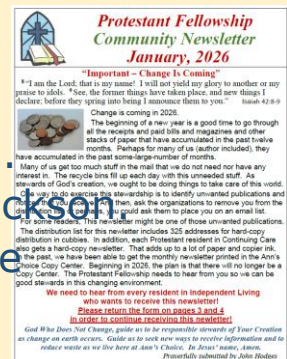 Protestant Fellowship
Community Newsletter
January, 2026
"Important – Change Is Coming"
8 "I am the Lord; that is my name! I will not yield my glory to another or my
praise to idols. 9 See, the former things have taken place, and new things I
declare; before they spring into being I announce them to you." Isaiah 42:8-9
Change is coming in 2026.
The beginning of a new year is a good time to go through
all the receipts and paid bills and magazines and other
stacks of paper that have accumulated in the past twelve
months. Perhaps for many of us (author included), they
have accumulated in the past some-large-number of months.
Many of us get too much stuff in the mail that we do not need nor have any
interest in. The recycle bins fill up each day with this unneeded stuff. As
stewards of God's creation, we ought to be doing things to take care of this world.
One way to do exercise this stewardship is to identify unwanted publications and
not you then, ask the organizations to remove you from the
distribution list you could ask them to place you on an email list.
For some readers, This newsletter might be one of those unwanted publications.
The distribution list for this newsletter includes 325 addresses for hard-copy
distribution in cubbies. In addition, each Protestant resident in Continuing Care
also gets a hard-copy newsletter. That adds up to a lot of paper and copier ink.
In the past, we have been able to get the monthly newsletter printed in the Ann's
Choice Copy Center. Beginning in 2026, the plan is that there will no longer be a
Copy Center. The Protestant Fellowship needs to hear from you so we can be
good stewards in this changing environment.
We need to hear from every resident in Independent Living
who wants to receive this newsletter!
Please return the form on pages 3 and 4
in order to continue receiving this newsletter!
God Who Does Not Change, guide us to be responsible stewards of Your Creation
as change on earth occurs. Guide us to seek new ways to receive information and to
reduce waste as we live here at Ann's Choice. In Jesus' name, Amen.
Prayerfully submitted by John Hodges
ckson
e